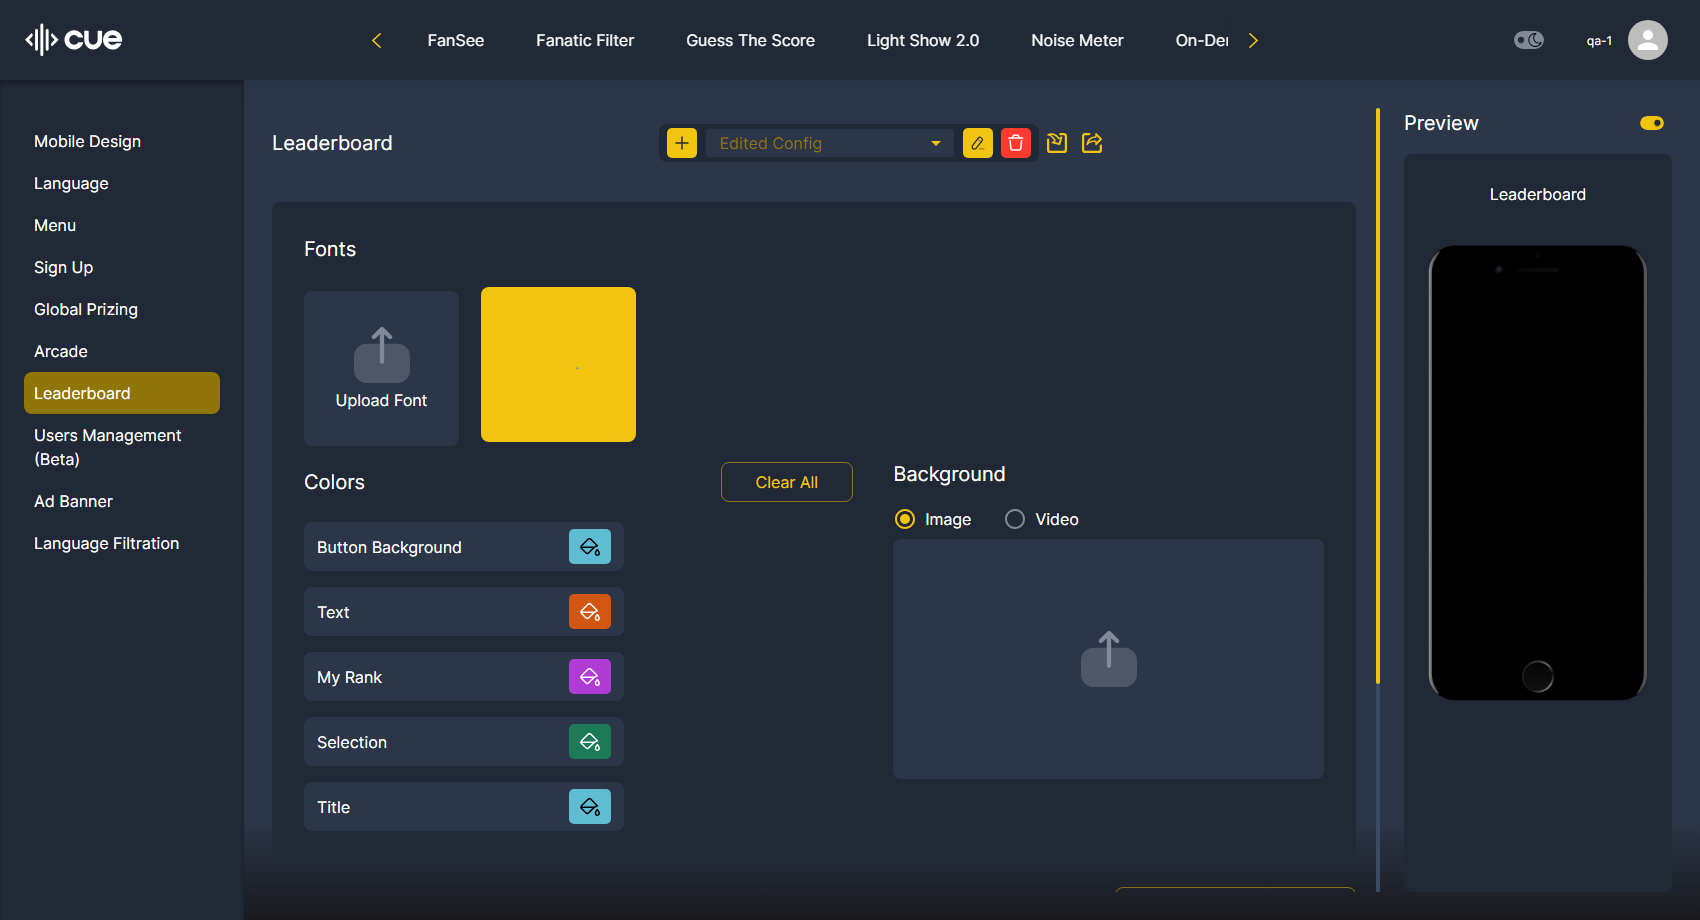 cue
FanSee
Fanatic Filter
Guess The Score
Light Show 2.0
Noise Meter
On-Der
qa-1
Mobile Design
Language
Menu
Sign Up
Global Prizing
Arcade
Leaderboard
Users Management
(Beta)
Ad Banner
Language Filtration
Leaderboard
Edited Config
Fonts
Upload Font
Colors
Clear All
Button Background
Text
My Rank
Selection
Title
Background
Image
Video
Preview
Leaderboard